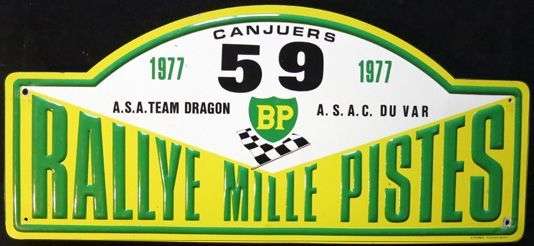 CANJUERS
1977 59 1977
A.S.A.TEAM DRAGON BP A.S.A.C. DU VAR
RALLYE MILLE PISTES